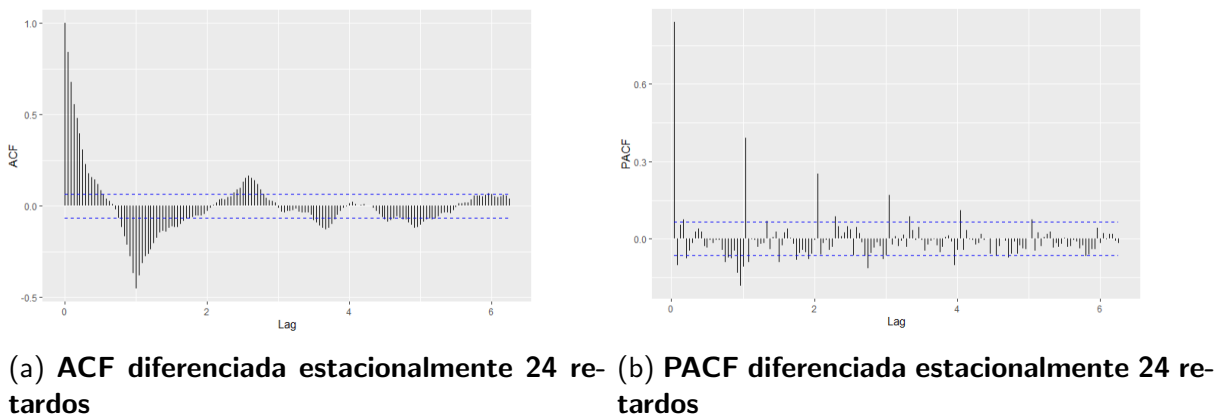 1.0
0.5
0.0
-0.5
ACF
0
2
4
6
Lag
0.6
0.3
0.0
PACF
0
2
4
6
Lag
(a) ACF diferenciada estacionalmente 24 re-
tardos
(b) PACF diferenciada estacionalmente 24 re-
tardos